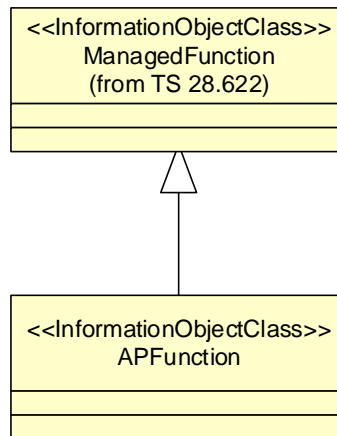 <<InformationObjectClass>>
ManagedFunction
(from TS 28.622)
<<InformationObjectClass>>
APFunction